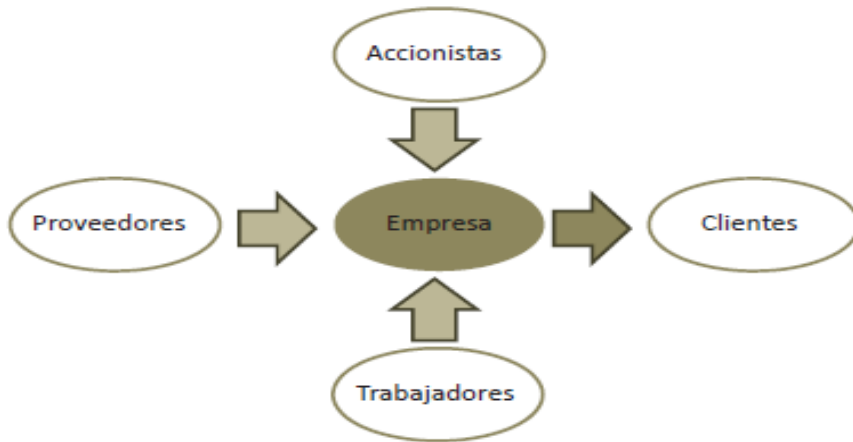 Accionistas
Proveedores
Empresa
Clientes
Trabajadores